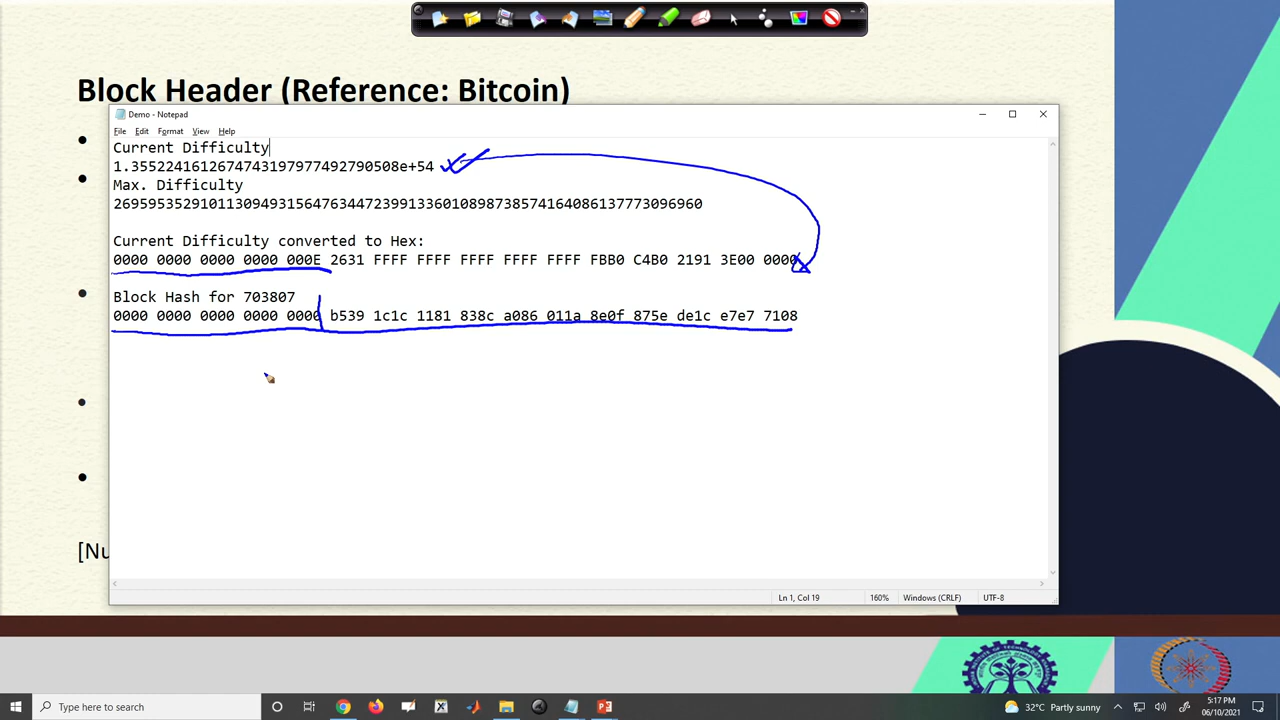 Block Header (Reference: Bitcoin)
Demo - Notepad
File Edit Format View Help
Current Difficulty
1.3552241612674743197977492790508e+54
Max. Difficulty
26959535291011309493156476344723991336010898738574164086137773096960
Current Difficulty converted to Hex:
0000 0000 0000 0000 000E 2631 FFFF FFFF FFFF FFFF FFFF FBB0 C4B0 2191 3E00 0000
Block Hash for 703807
0000 0000 0000 0000 0000 b539 1c1c 1181 838c a086 011a 8e0f 875e de1c e7e7 7108
[Nu
Ln 1, Col 19 160% Windows (CRLF) UTF-8
Type here to search
32°C Partly sunny
5:17 PM
06/10/2021